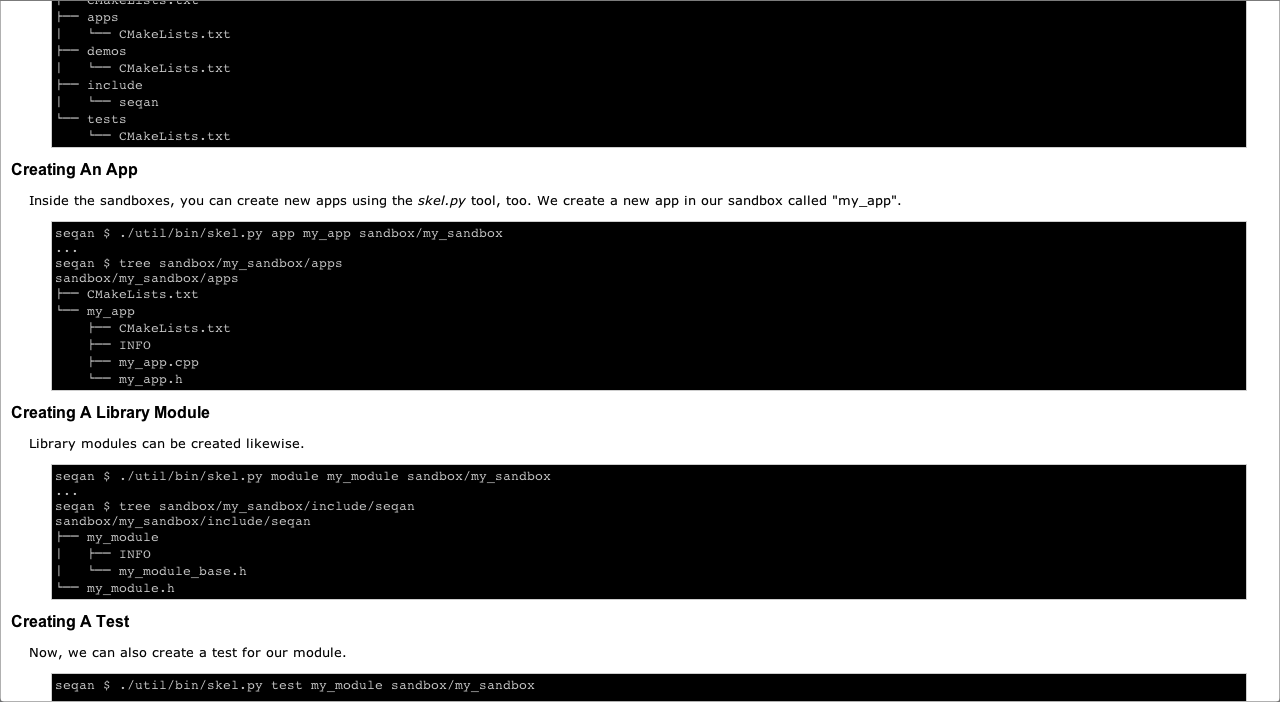 ├── CMakeLists.txt
├── apps
│   └── CMakeLists.txt
├── demos
│   └── CMakeLists.txt
├── include
│   └── seqan
└── tests
    └── CMakeLists.txt
Creating An App
Inside the sandboxes, you can create new apps using the skel.py tool, too. We create a new app in our sandbox called "my_app".
seqan $ ./util/bin/skel.py app my_app sandbox/my_sandbox
...
seqan $ tree sandbox/my_sandbox/apps
sandbox/my_sandbox/apps
├── CMakeLists.txt
└── my_app
    ├── CMakeLists.txt
    ├── INFO
    ├── my_app.cpp
    └── my_app.h
Creating A Library Module
Library modules can be created likewise.
seqan $ ./util/bin/skel.py module my_module sandbox/my_sandbox
...
seqan $ tree sandbox/my_sandbox/include/seqan
sandbox/my_sandbox/include/seqan
├── my_module
│   ├── INFO
│   └── my_module_base.h
└── my_module.h
Creating A Test
Now, we can also create a test for our module.
seqan $ ./util/bin/skel.py test my_module sandbox/my_sandbox